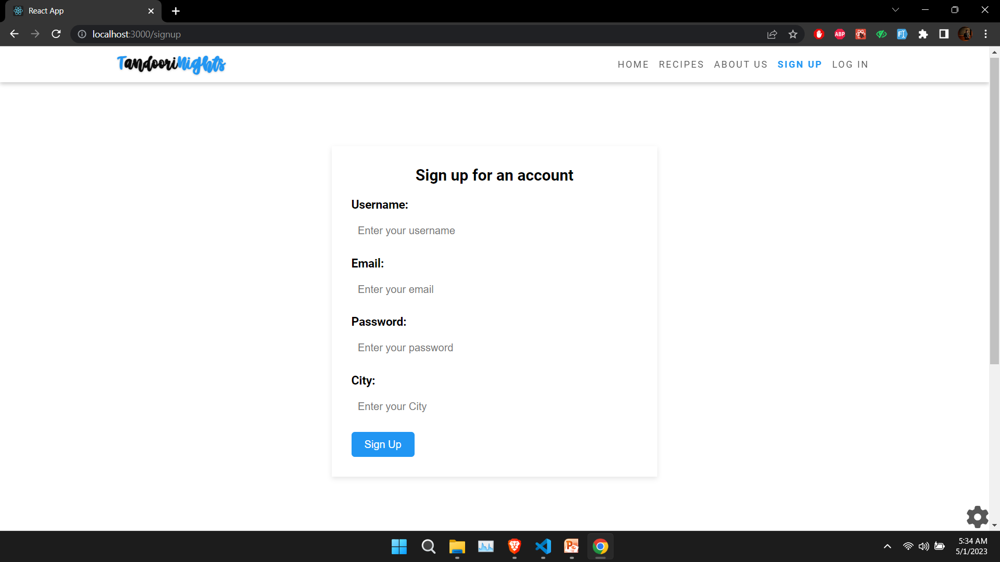 React App
localhost:3000/signup
ABP
TandooriNights
HOME RECIPES ABOUT US SIGN UP LOG IN
Sign up for an account
Username:
Enter your username
Email:
Enter your email
Password:
Enter your password
City:
Enter your City
Sign Up
5:34 AM
5/1/2023